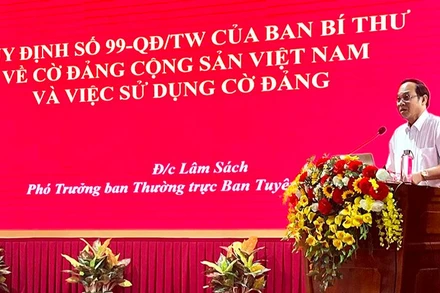 Y ĐỊNH SỐ 99-QĐ/TW CỦA BAN BÍ THƯ
VỀ CỜ ĐẢNG CỘNG SẢN VIỆT NAM
VÀ VIỆC SỬ DỤNG CỜ ĐẢNG
Đ/c Lâm Sách
Phó Trưởng ban Thường trực Ban Tuyê